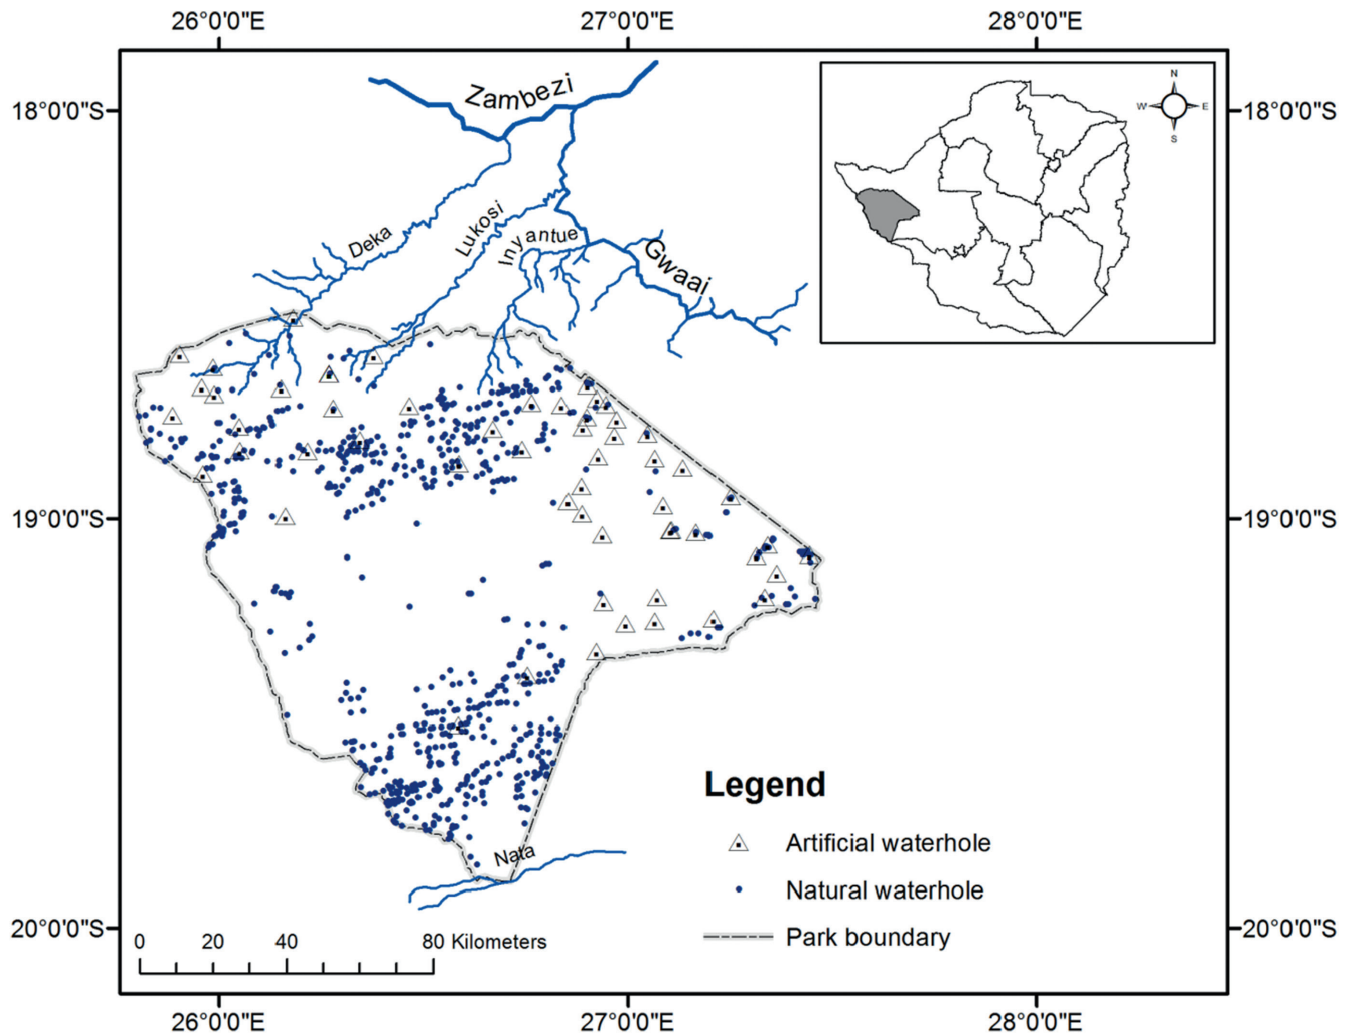 26°0'0"E 27°0'0"E 28°0'0"E
18°0'0"S 18°0'0"S
Zambezi
N
W E
S
Deka
Lukosi
Inyantue
Gwaai
19°0'0"S 19°0'0"S
Legend
Artificial waterhole
Natural waterhole
Park boundary
Nata
20°0'0"S 20°0'0"S
0 20 40 80 Kilometers
26°0'0"E 27°0'0"E 28°0'0"E